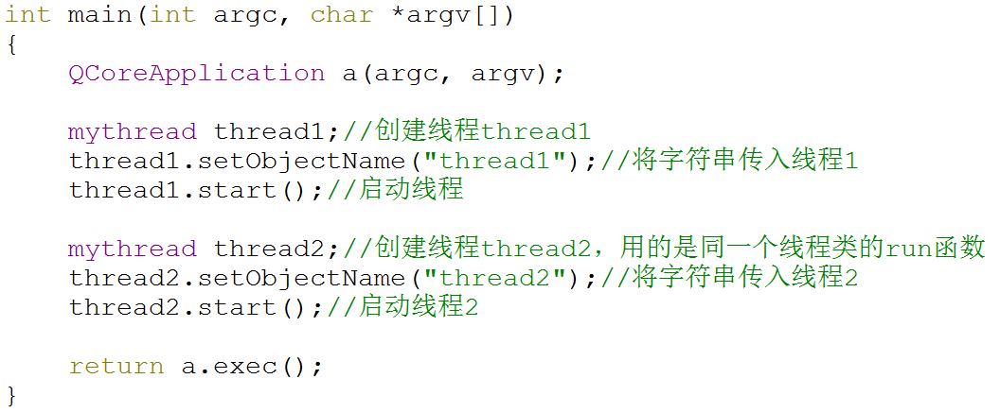 int main(int argc, char *argv[])
{
    QCoreApplication a(argc, argv);
    mythread thread1;//创建线程thread1
    thread1.setObjectName("thread1");//将字符串传入线程1
    thread1.start();//启动线程
    mythread thread2;//创建线程thread2，用的是同一个线程类的run函数
    thread2.setObjectName("thread2");//将字符串传入线程2
    thread2.start();//启动线程2
    return a.exec();
}